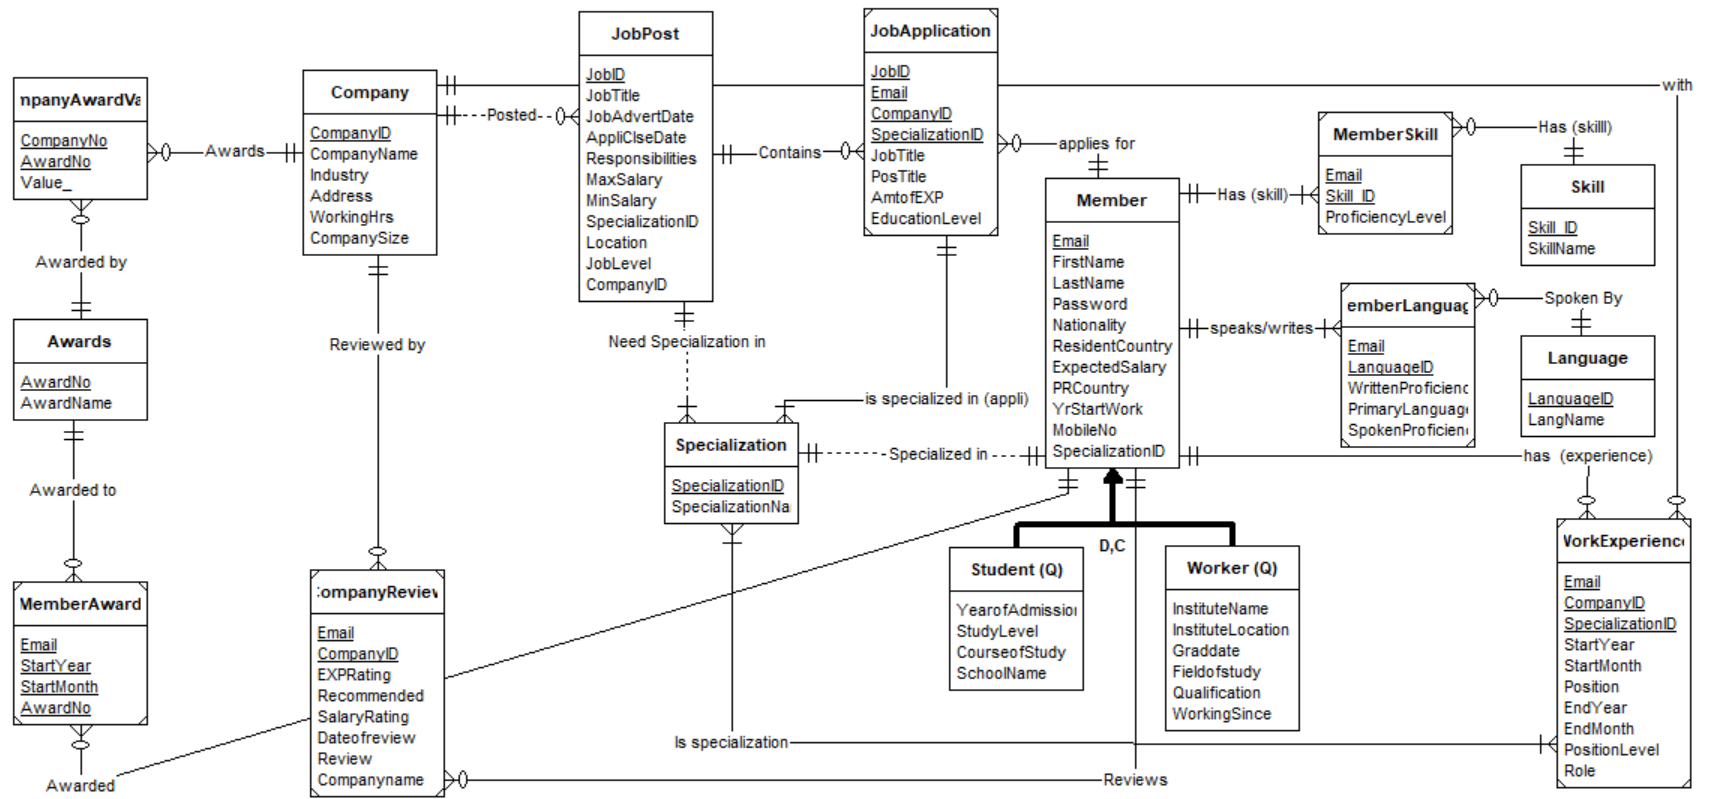 npanyAwardVa
CompanyNo
AwardNo
Value_
Awards
Awarded by
Awards
AwardNo
AwardName
Awarded to
MemberAward
Email
StartYear
StartMonth
AwardNo
Awarded
Company
CompanyID
CompanyName
Industry
Address
WorkingHrs
CompanySize
Posted
Reviewed by
CompanyReview
Email
CompanyID
EXPRating
Recommended
SalaryRating
Dateofreview
Review
Companyname
JobPost
JobID
JobTitle
JobAdvertDate
AppliClseDate
Responsibilities
MaxSalary
MinSalary
SpecializationID
Location
JobLevel
CompanyID
Contains
Need Specialization in
JobApplication
JobID
Email
CompanyID
SpecializationID
JobTitle
PosTitle
AmtofEXP
EducationLevel
applies for
is specialized in (appli)
Specialization
SpecializationID
SpecializationNa
Specialized in
Is specialization
Member
Email
FirstName
LastName
Password
Nationality
ResidentCountry
ExpectedSalary
PRCountry
YrStartWork
MobileNo
SpecializationID
D,C
Student (Q)
YearofAdmission
StudyLevel
CourseofStudy
SchoolName
Worker (Q)
InstituteName
InstituteLocation
Graddate
Fieldofstudy
Qualification
WorkingSince
Reviews
Has (skill)
MemberSkill
Email
Skill_ID
ProficiencyLevel
Has (skilll)
Skill
Skill_ID
SkillName
speaks/writes
emberLanguag
Email
LanguageID
WrittenProficienc
PrimaryLanguage
SpokenProficien
Spoken By
Language
LanguageID
LangName
with
has (experience)
WorkExperience
Email
CompanyID
SpecializationID
StartYear
StartMonth
Position
EndYear
EndMonth
PositionLevel
Role